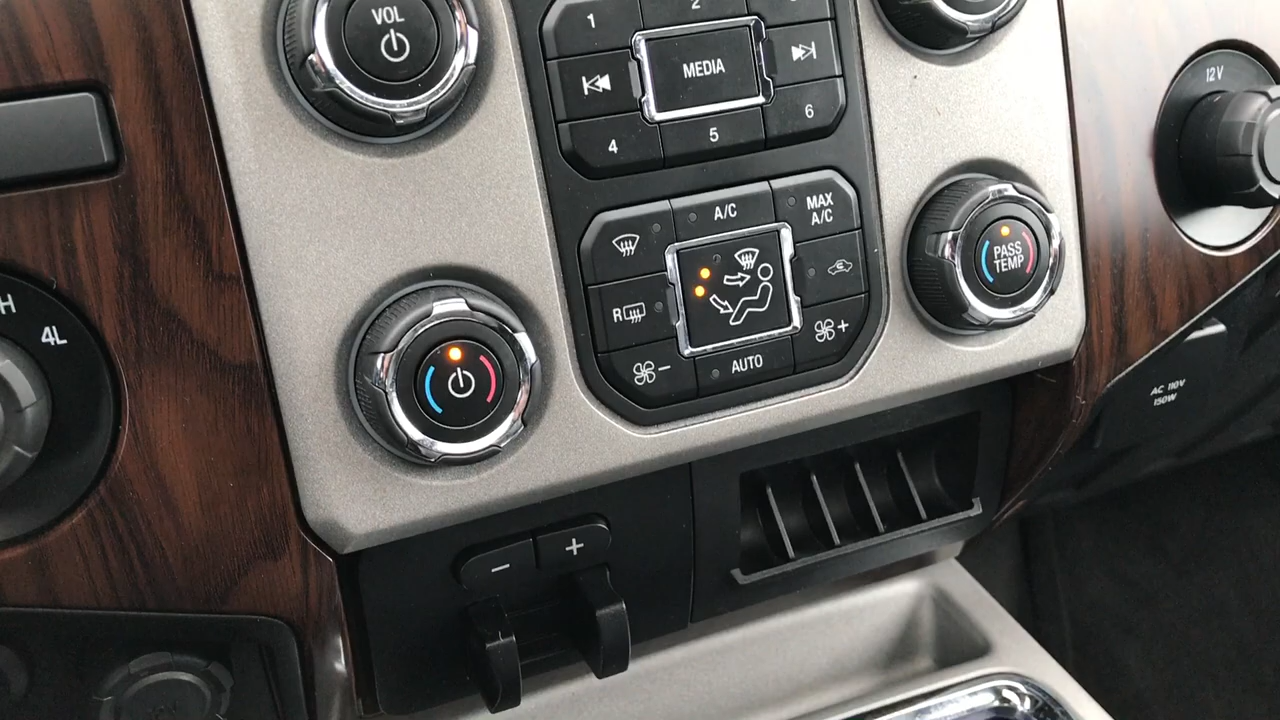 VOL
1
2
MEDIA
4
5
6
12V
H
4L
A/C
MAX
A/C
R
AUTO
−
+
PASS
TEMP
AC 110V
150W
−
+